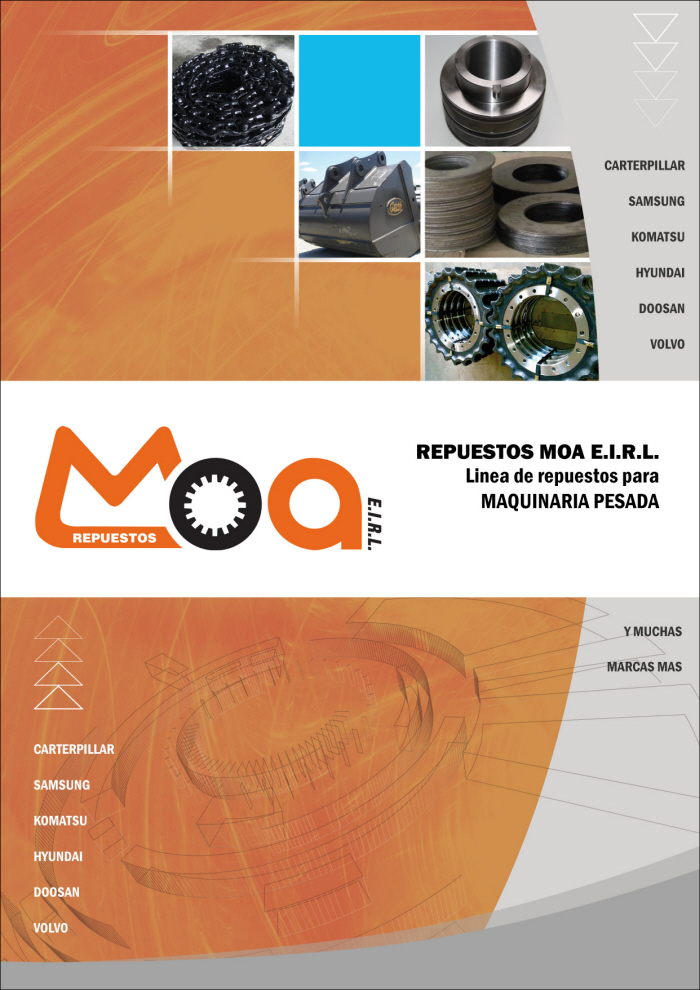 CARTERPILLAR
SAMSUNG
KOMATSU
HYUNDAI
DOOSAN
VOLVO
Moa
REPUESTOS
E.I.R.L.
REPUESTOS MOA E.I.R.L.
Linea de repuestos para
MAQUINARIA PESADA
Y MUCHAS
MARCAS MAS
CARTERPILLAR
SAMSUNG
KOMATSU
HYUNDAI
DOOSAN
VOLVO